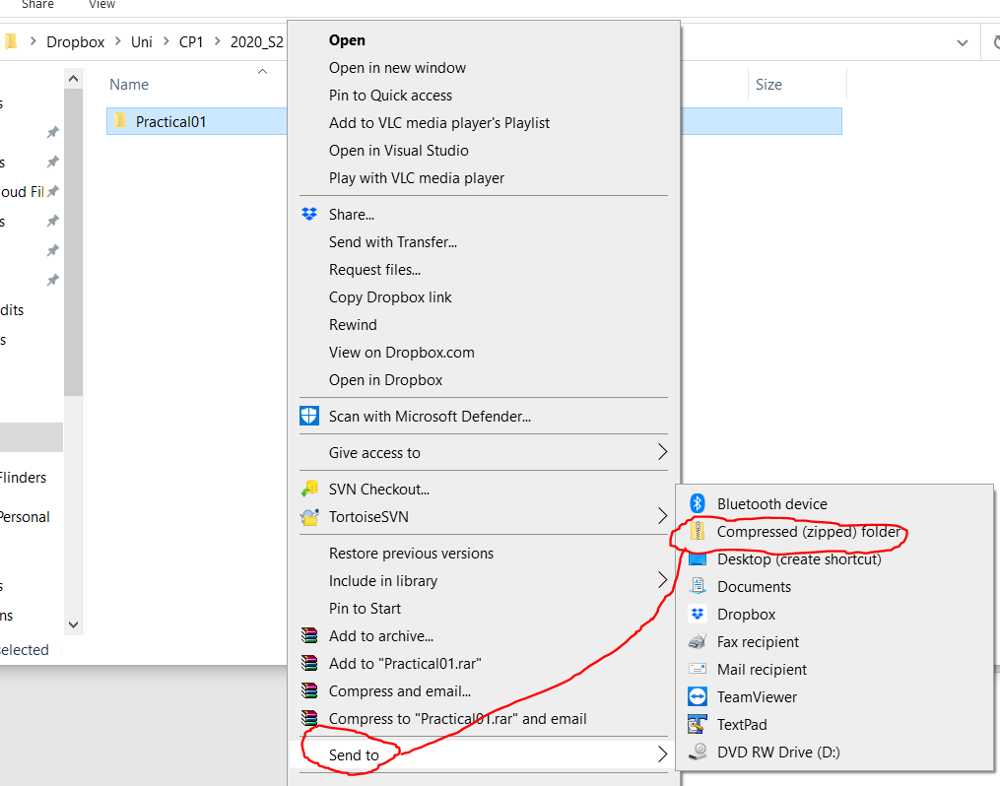 Share View
Dropbox > Uni > CP1 > 2020_S2
Name
Size
Practical01
oud Fil
dits
Flinders
Personal
elected
Open
Open in new window
Pin to Quick access
Add to VLC media player's Playlist
Open in Visual Studio
Play with VLC media player
Share...
Send with Transfer...
Request files...
Copy Dropbox link
Rewind
View on Dropbox.com
Open in Dropbox
Scan with Microsoft Defender...
Give access to
SVN Checkout...
TortoiseSVN
Restore previous versions
Include in library
Pin to Start
Add to archive...
Add to "Practical01.rar"
Compress and email...
Compress to "Practical01.rar" and email
Send to
Bluetooth device
Compressed (zipped) folder
Desktop (create shortcut)
Documents
Dropbox
Fax recipient
Mail recipient
TeamViewer
TextPad
DVD RW Drive (D:)